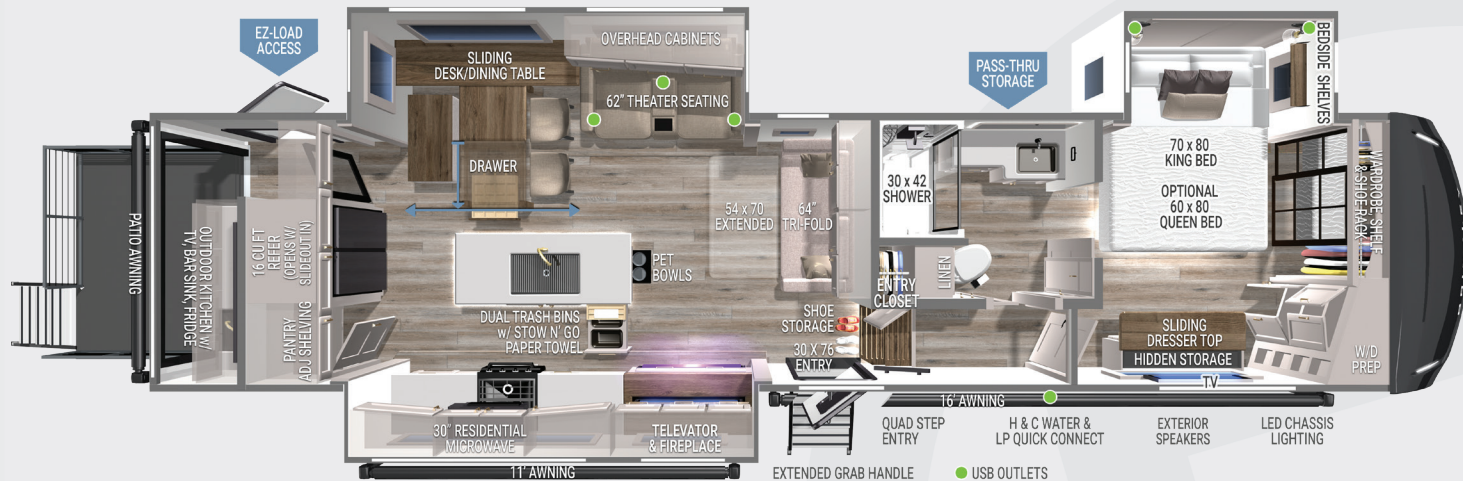 EZ-LOAD
ACCESS
SLIDING
DESK/DINING TABLE
OVERHEAD CABINETS
62” THEATER SEATING
DRAWER
PASS-THRU
STORAGE
BEDSIDE SHELVES
70 x 80
KING BED
OPTIONAL
60 x 80
QUEEN BED
WARDROBE SHELF
& SHOE RACK
30 x 42
SHOWER
54 x 70
EXTENDED
64”
TRI-FOLD
PATIO AWNING
OUTDOOR KITCHEN w/
TV, BAR SINK, FRIDGE
16 CU FT
REFER
(OPENS W/
SLIDEOUT IN)
PANTRY
ADJ SHELVING
PET
BOWLS
LINEN
ENTRY
CLOSET
DUAL TRASH BINS
w/ STOW N' GO
PAPER TOWEL
SHOE
STORAGE
30 X 76
ENTRY
SLIDING
DRESSER TOP
HIDDEN STORAGE
TV
W/D
PREP
30” RESIDENTIAL
MICROWAVE
TELEVATOR
& FIREPLACE
11' AWNING
16' AWNING
QUAD STEP
ENTRY
H & C WATER &
LP QUICK CONNECT
EXTERIOR
SPEAKERS
LED CHASSIS
LIGHTING
EXTENDED GRAB HANDLE
USB OUTLETS